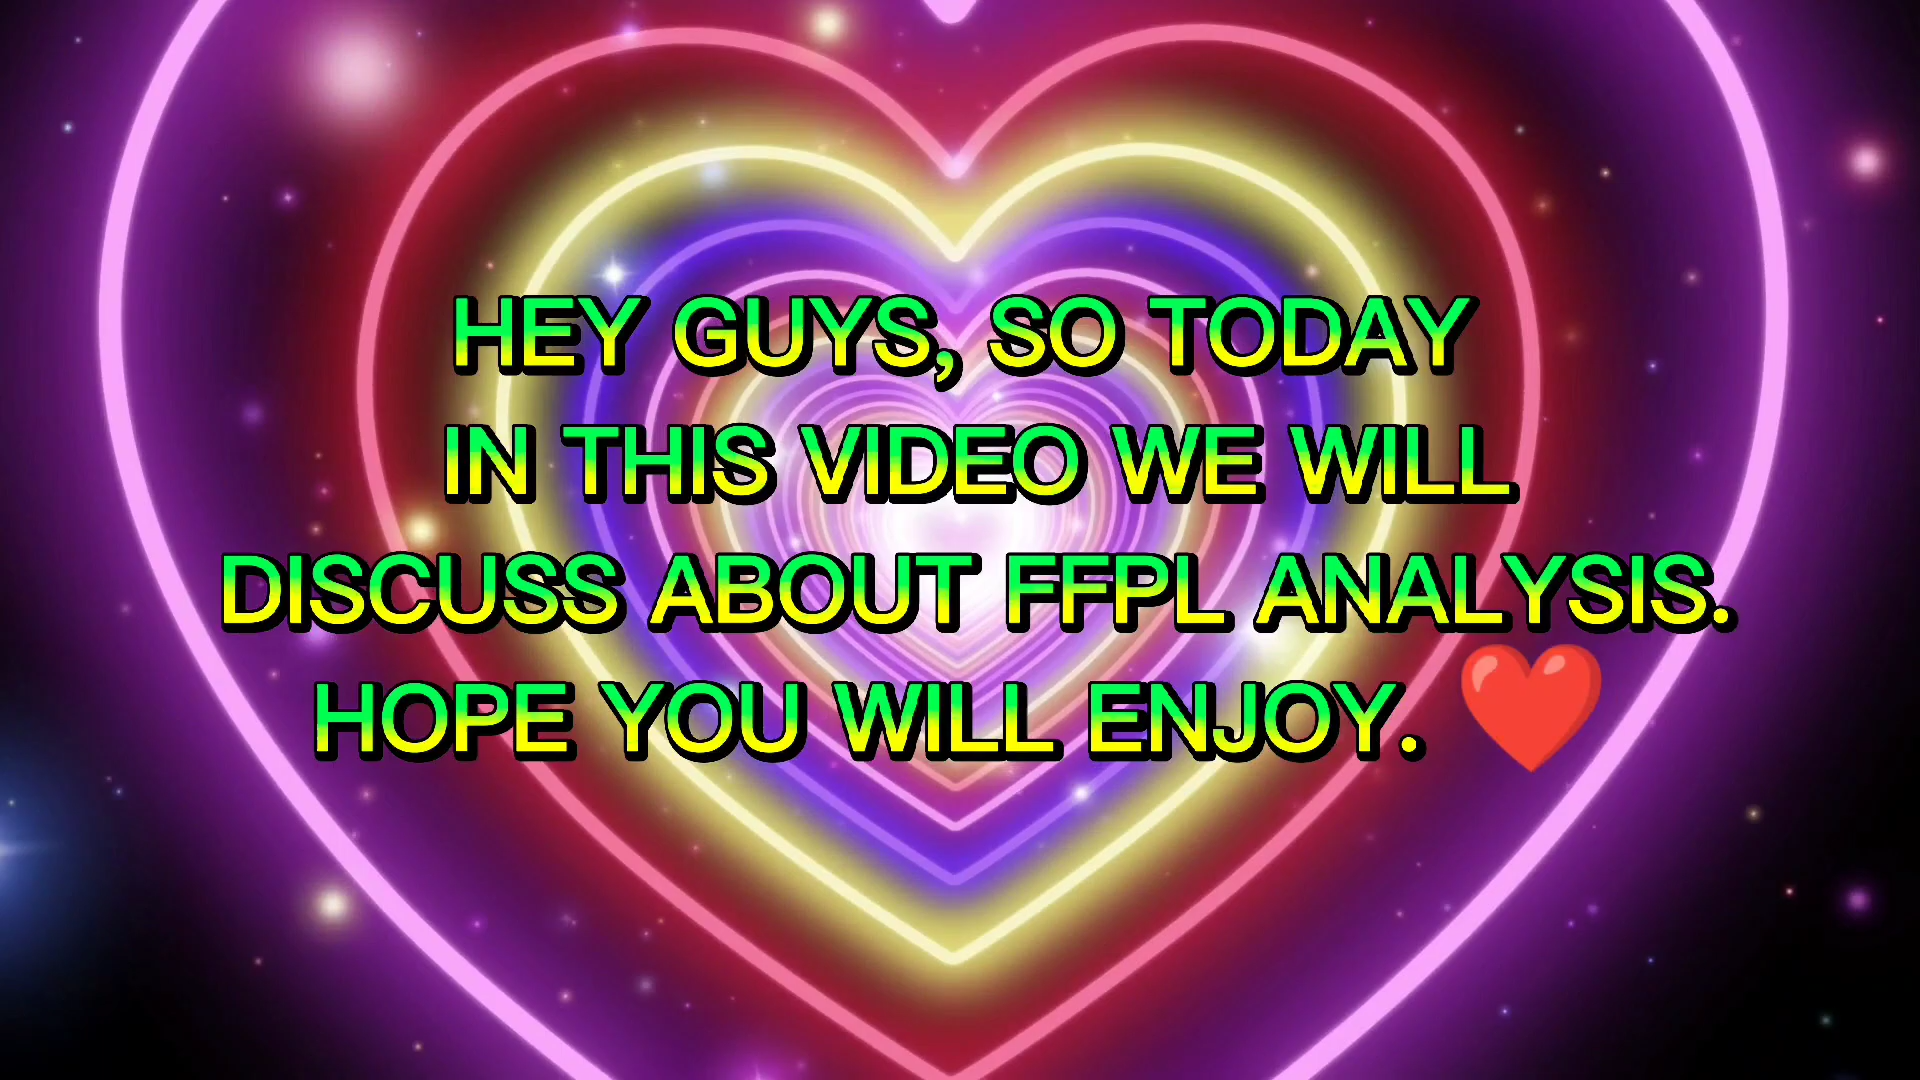 HEY GUYS, SO TODAY
IN THIS VIDEO WE WILL
DISCUSS ABOUT FFPL ANALYSIS.
HOPE YOU WILL ENJOY. ❤️